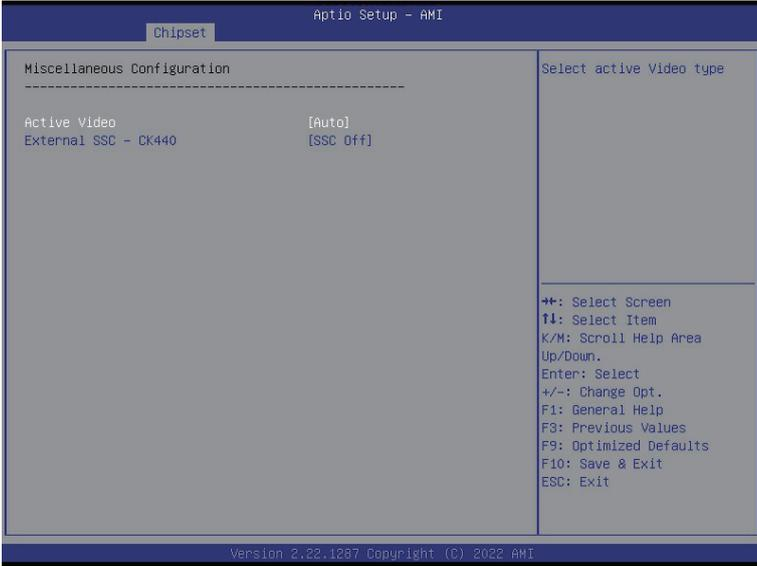 Aptio Setup – AMI
Chipset
Miscellaneous Configuration
--------------------------------------------------
Active Video [Auto]
External SSC – CK440 [SSC Off]
Select active Video type
→←: Select Screen
↑↓: Select Item
K/M: Scroll Help Area
Up/Down.
Enter: Select
+/-: Change Opt.
F1: General Help
F3: Previous Values
F9: Optimized Defaults
F10: Save & Exit
ESC: Exit
Version 2.22.1287 Copyright (C) 2022 AMI